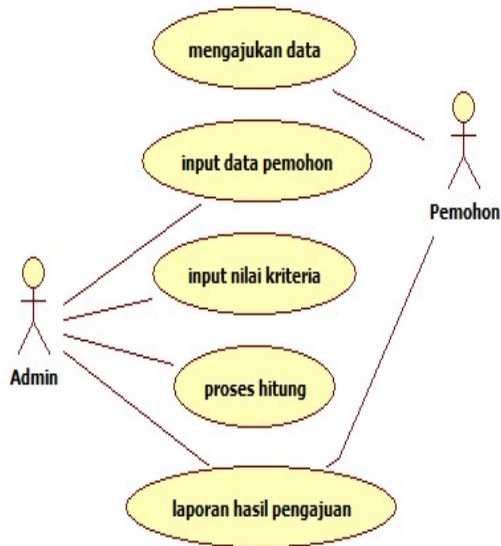 mengajukan data
input data pemohon
Pemohon
input nilai kriteria
Admin
proses hitung
laporan hasil pengajuan